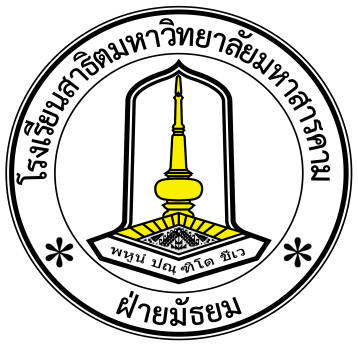 โรงเรียนสาธิตมหาวิทยาลัยมหาสารคาม
พหูนํ ปณฺฑิโต ชีเว
ฝ่ายมัธยม